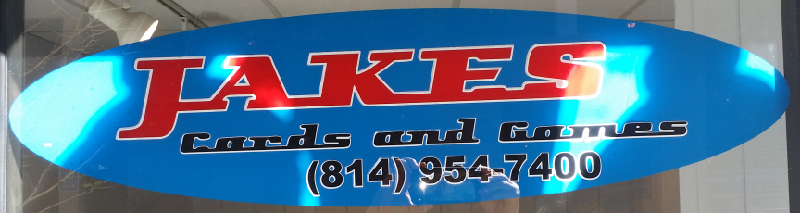 JAKES
Cards and Games
(814) 954-7400